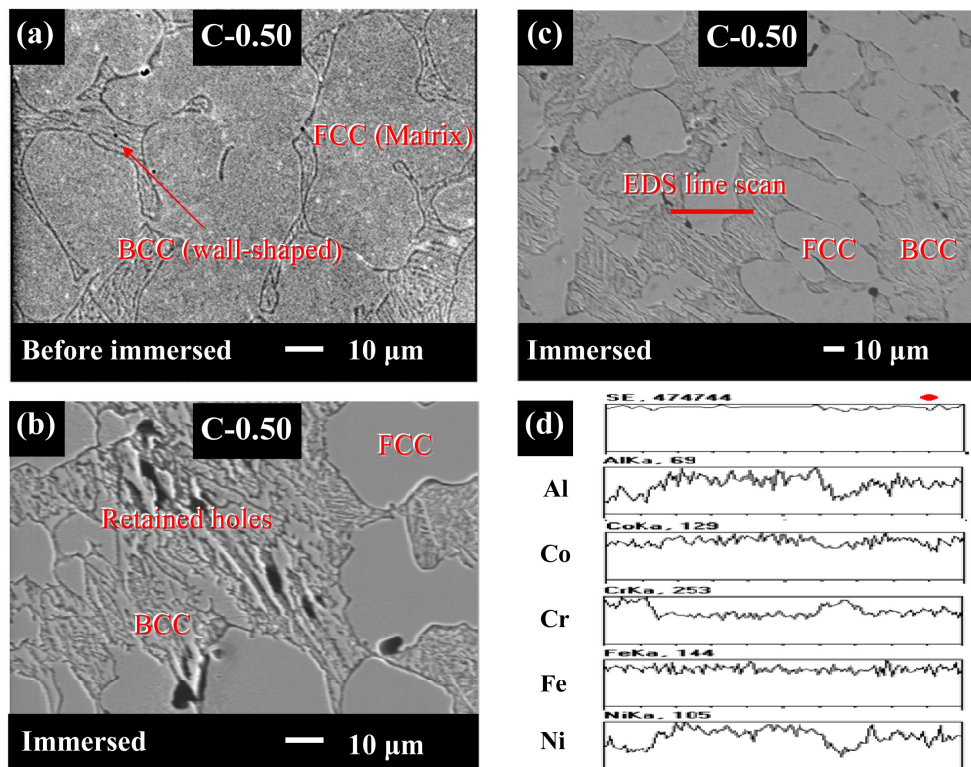 (a)
C-0.50
FCC (Matrix)
BCC (wall-shaped)
Before immersed
10 µm
(b)
C-0.50
FCC
Retained holes
BCC
Immersed
10 µm
(c)
C-0.50
EDS line scan
FCC
BCC
Immersed
10 µm
(d)
SE, 474744
AlKa, 69
Al
CoKa, 129
Co
CrKa, 253
Cr
FeKa, 144
Fe
NiKa, 105
Ni